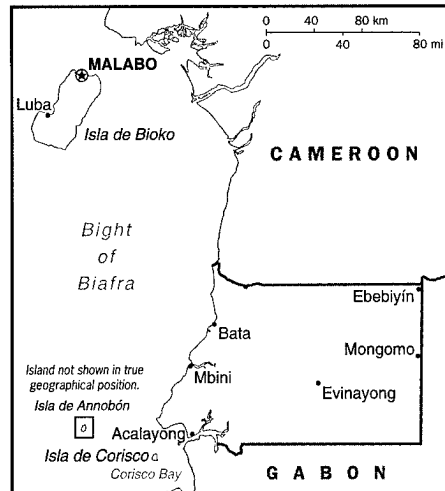 0 40 80 km
0 40 80 mi
MALABO
Luba
Isla de Bioko
CAMEROON
Bight
of
Biafra
Ebebiyín
Bata
Mongomo
Island not shown in true
geographical position.
Mbini
Evinayong
Isla de Annobón
Acalayong
Isla de Corisco
Corisco Bay
GABON